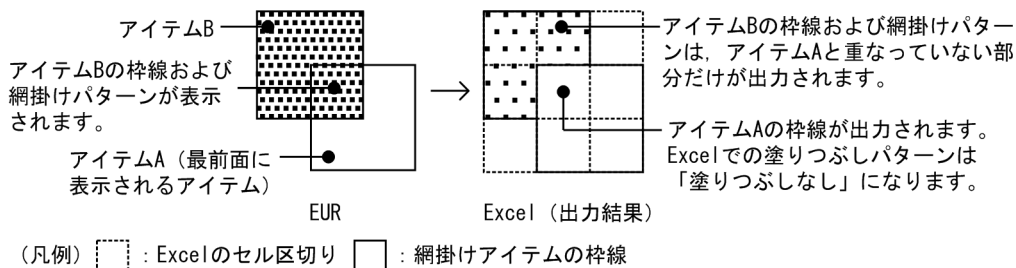 アイテムB
アイテムBの枠線および
網掛けパターンが表示
されます。
アイテムA（最前面に
表示されるアイテム）
EUR
アイテムBの枠線および網掛けパター
ンは，アイテムAと重なっていない部
分だけが出力されます。
アイテムAの枠線が出力されます。
Excelでの塗りつぶしパターンは
「塗りつぶしなし」になります。
Excel（出力結果）
（凡例） ：Excelのセル区切り ：網掛けアイテムの枠線